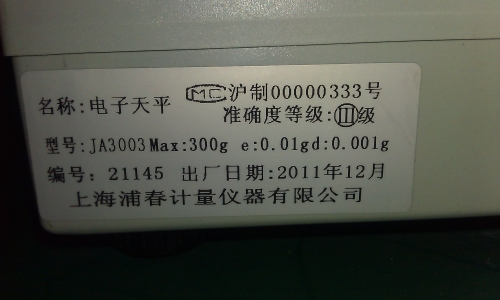 名称:电子天平 MC 沪制00000333号
准确度等级:Ⅲ级
型号:JA3003 Max:300g e:0.01g d:0.001g
编号: 21145 出厂日期:2011年12月
上海浦春计量仪器有限公司